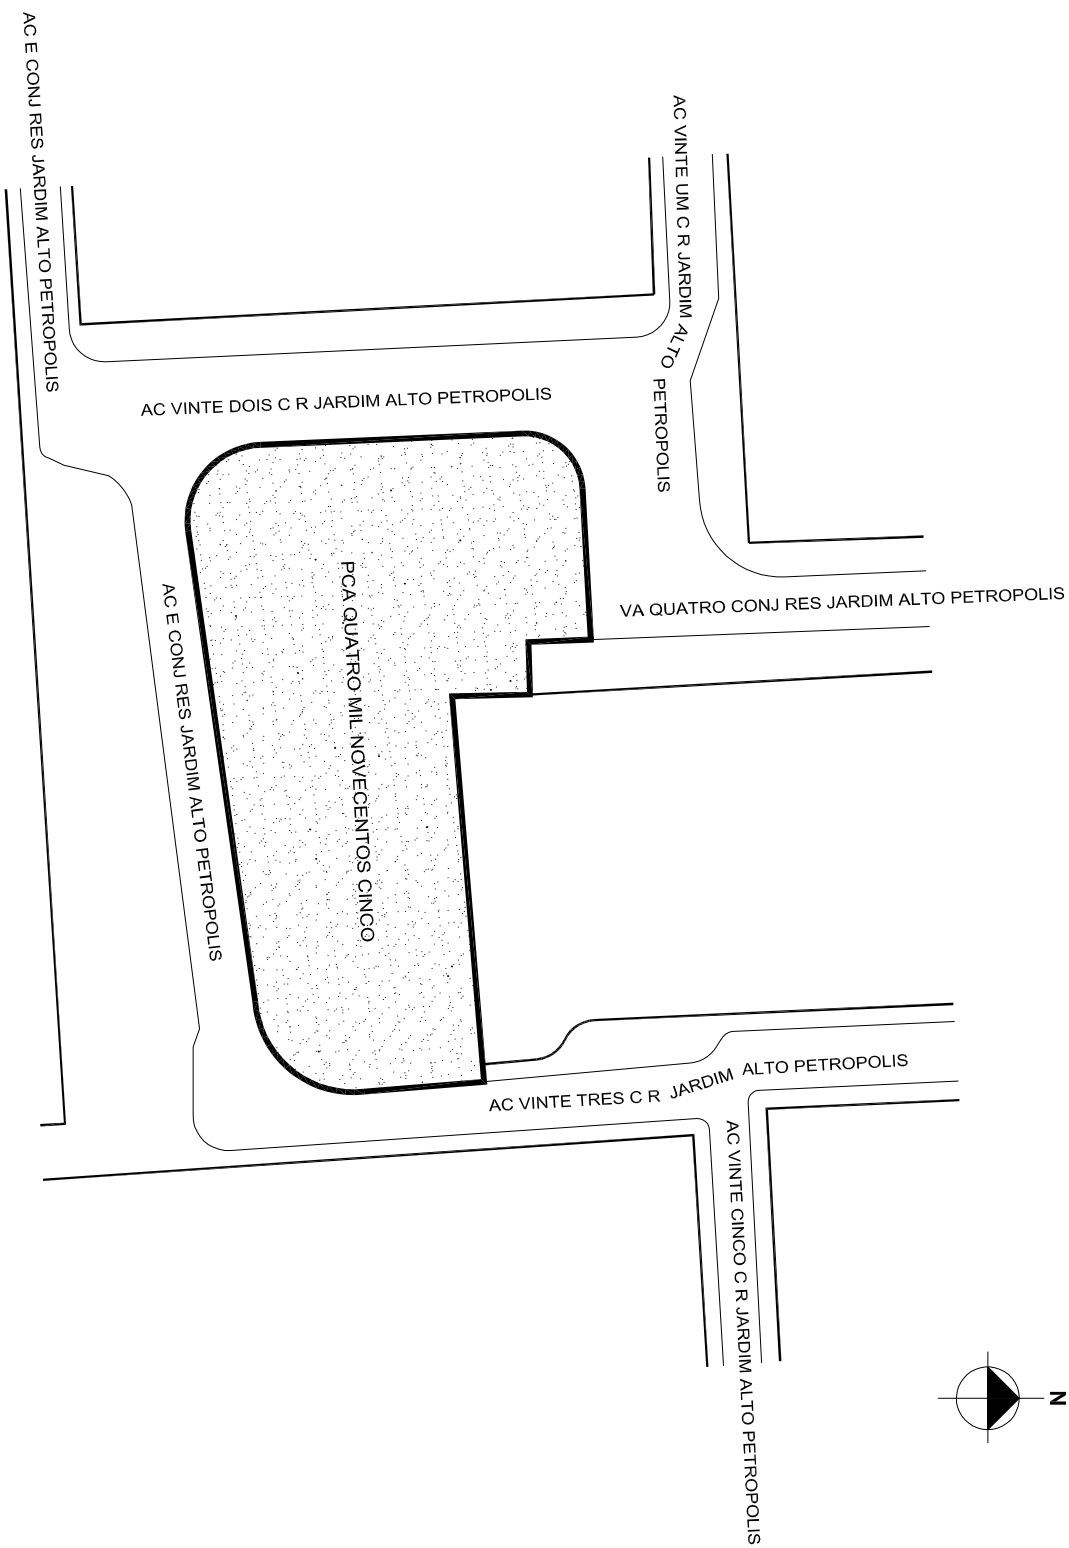 AC E CONJ RES JARDIM ALTO PETROPOLIS
AC VINTE UM C R JARDIM ALTO PETROPOLIS
AC VINTE DOIS C R JARDIM ALTO PETROPOLIS
VA QUATRO CONJ RES JARDIM ALTO PETROPOLIS
PCA QUATRO MIL NOVECENTOS CINCO
AC E CONJ RES JARDIM ALTO PETROPOLIS
AC VINTE TRES C R JARDIM ALTO PETROPOLIS
AC VINTE CINCO C R JARDIM ALTO PETROPOLIS
N